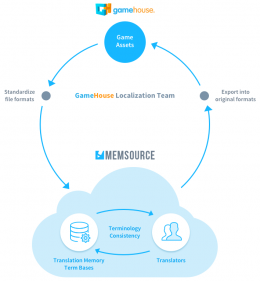 gamehouse
Game
Assets
Standardize
file formats
GameHouse Localization Team
Export into
original formats
MEMSOURCE
Terminology
Consistency
Translation Memory
Term Bases
Translators